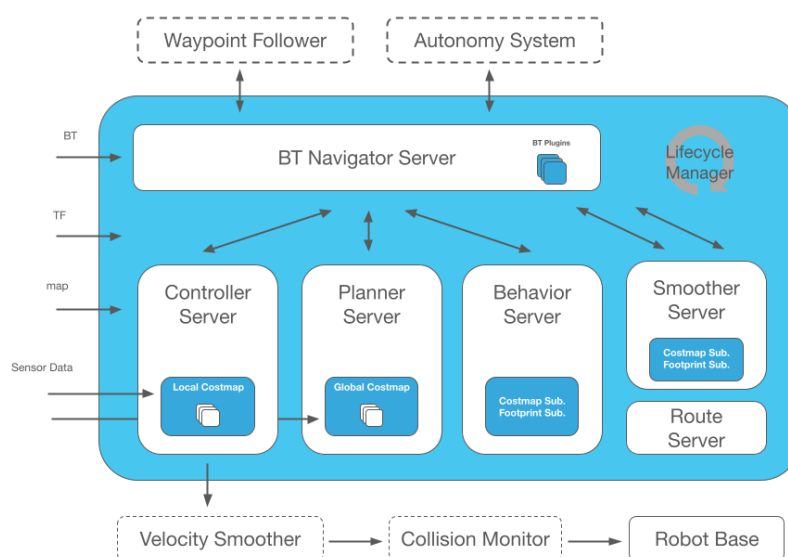 Waypoint Follower
Autonomy System
BT
BT Navigator Server
BT Plugins
Lifecycle
Manager
TF
map
Sensor Data
Controller
Server
Local Costmap
Planner
Server
Global Costmap
Behavior
Server
Costmap Sub.
Footprint Sub.
Smoother
Server
Costmap Sub.
Footprint Sub.
Route
Server
Velocity Smoother
Collision Monitor
Robot Base